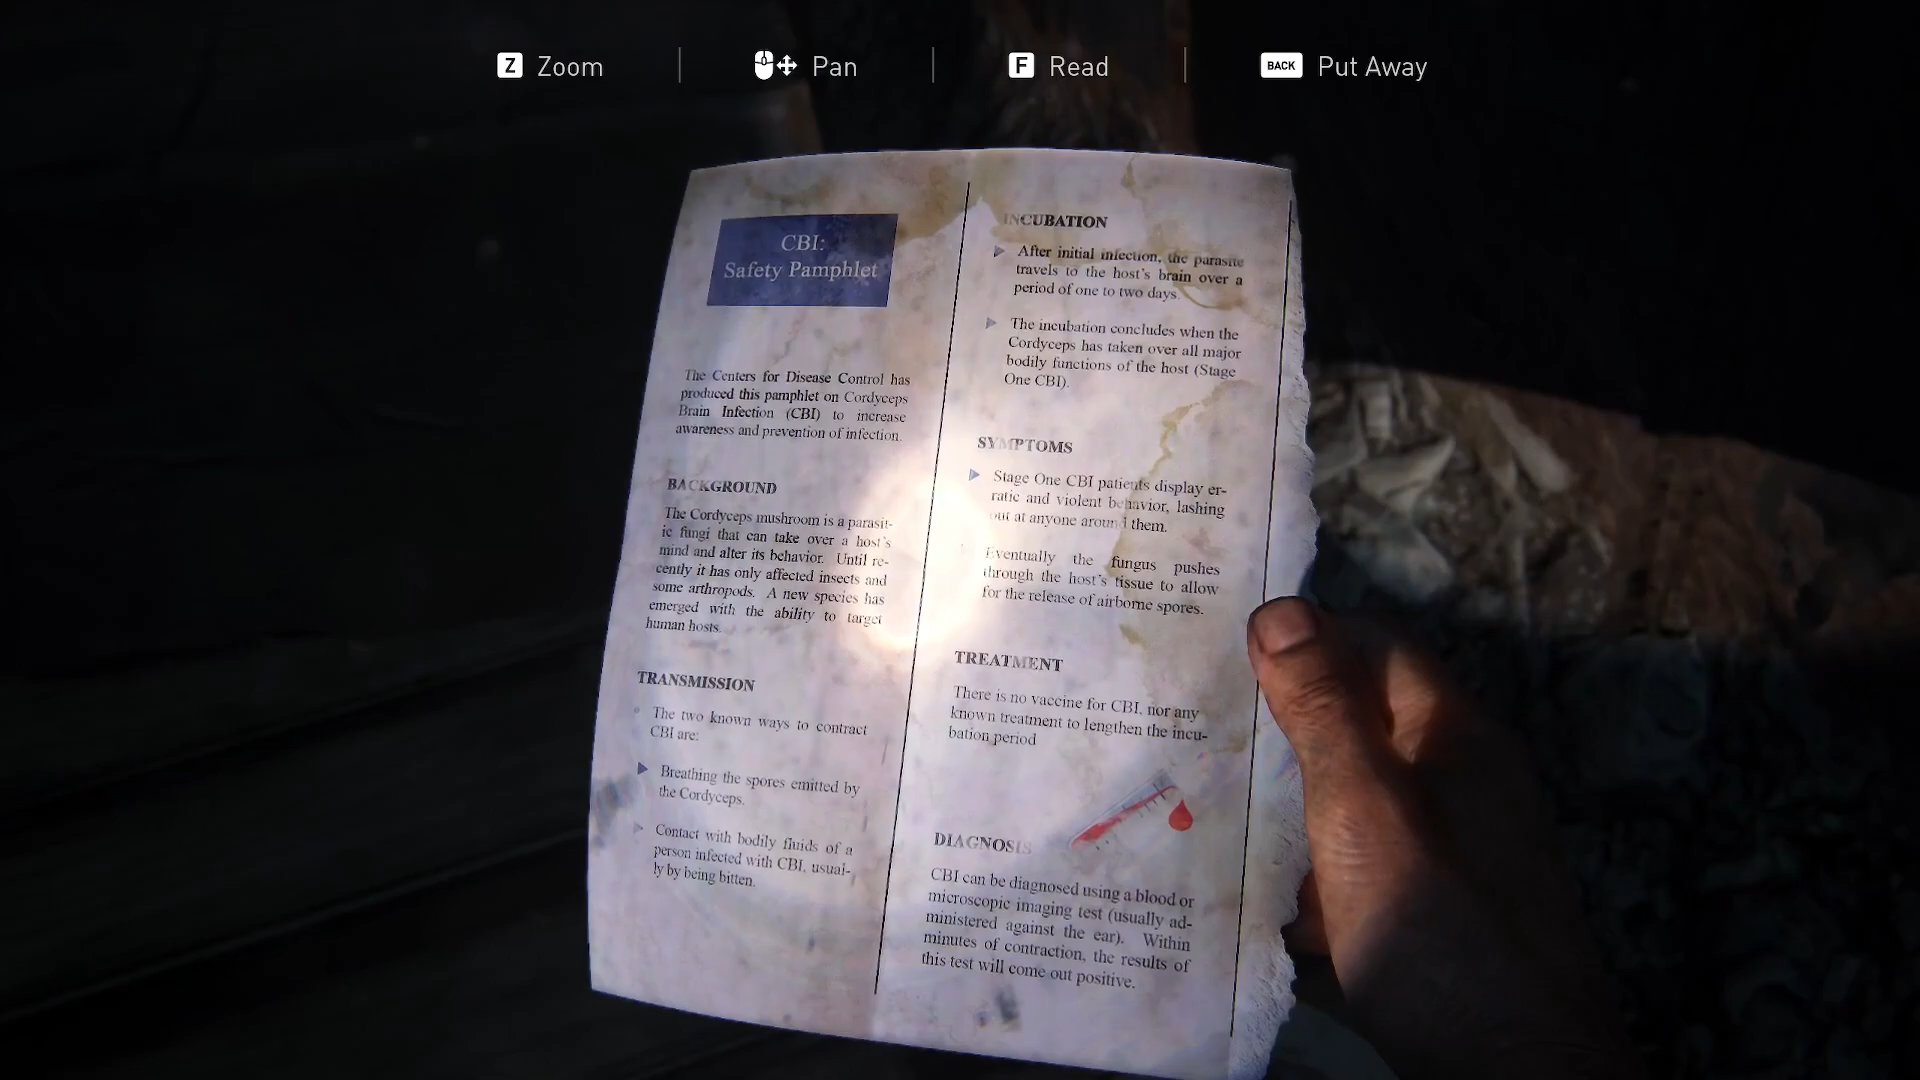 Z Zoom
Pan
F Read
BACK Put Away
CBI:
Safety Pamphlet
The Centers for Disease Control has
produced this pamphlet on Cordyceps
Brain Infection (CBI) to increase
awareness and prevention of infection.
BACKGROUND
The Cordyceps mushroom is a parasit-
ic fungi that can take over a host's
mind and alter its behavior. Until re-
cently it has only affected insects and
some arthropods. A new species has
emerged with the ability to target
human hosts.
TRANSMISSION
The two known ways to contract
CBI are:
Breathing the spores emitted by
the Cordyceps.
Contact with bodily fluids of a
person infected with CBI, usual-
ly by being bitten.
INCUBATION
After initial infection, the parasite
travels to the host's brain over a
period of one to two days.
The incubation concludes when the
Cordyceps has taken over all major
bodily functions of the host (Stage
One CBI).
SYMPTOMS
Stage One CBI patients display er-
ratic and violent behavior, lashing
out at anyone around them.
Eventually the fungus pushes
through the host's tissue to allow
for the release of airborne spores.
TREATMENT
There is no vaccine for CBI, nor any
known treatment to lengthen the incu-
bation period
DIAGNOSIS
CBI can be diagnosed using a blood or
microscopic imaging test (usually ad-
ministered against the ear). Within
minutes of contraction, the results of
this test will come out positive.